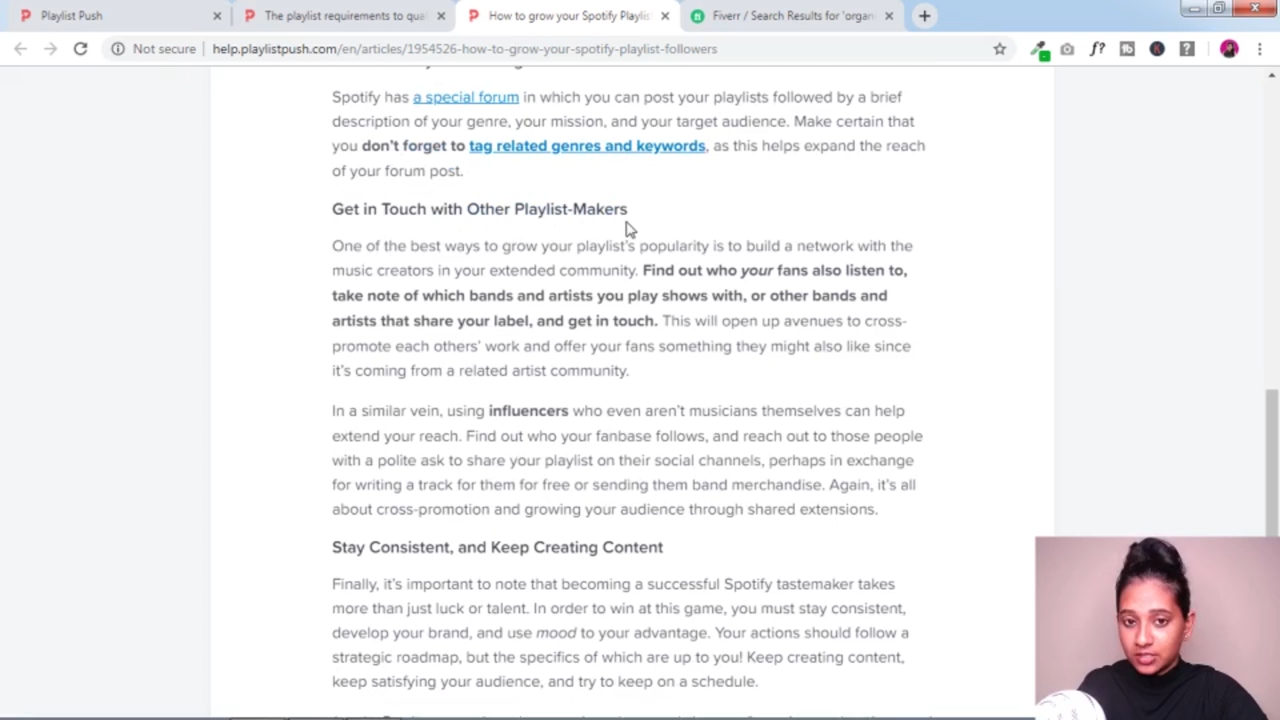 Playlist Push
The playlist requirements to qual
How to grow your Spotify Playlis
Fiverr / Search Results for 'organ
Not secure
help.playlistpush.com/en/articles/1954526-how-to-grow-your-spotify-playlist-followers
Spotify has a special forum in which you can post your playlists followed by a brief
description of your genre, your mission, and your target audience. Make certain that
you don't forget to tag related genres and keywords, as this helps expand the reach
of your forum post.
Get in Touch with Other Playlist-Makers
One of the best ways to grow your playlist's popularity is to build a network with the
music creators in your extended community. Find out who your fans also listen to,
take note of which bands and artists you play shows with, or other bands and
artists that share your label, and get in touch. This will open up avenues to cross-
promote each others' work and offer your fans something they might also like since
it's coming from a related artist community.
In a similar vein, using influencers who even aren't musicians themselves can help
extend your reach. Find out who your fanbase follows, and reach out to those people
with a polite ask to share your playlist on their social channels, perhaps in exchange
for writing a track for them for free or sending them band merchandise. Again, it's all
about cross-promotion and growing your audience through shared extensions.
Stay Consistent, and Keep Creating Content
Finally, it's important to note that becoming a successful Spotify tastemaker takes
more than just luck or talent. In order to win at this game, you must stay consistent,
develop your brand, and use mood to your advantage. Your actions should follow a
strategic roadmap, but the specifics of which are up to you! Keep creating content,
keep satisfying your audience, and try to keep on a schedule.